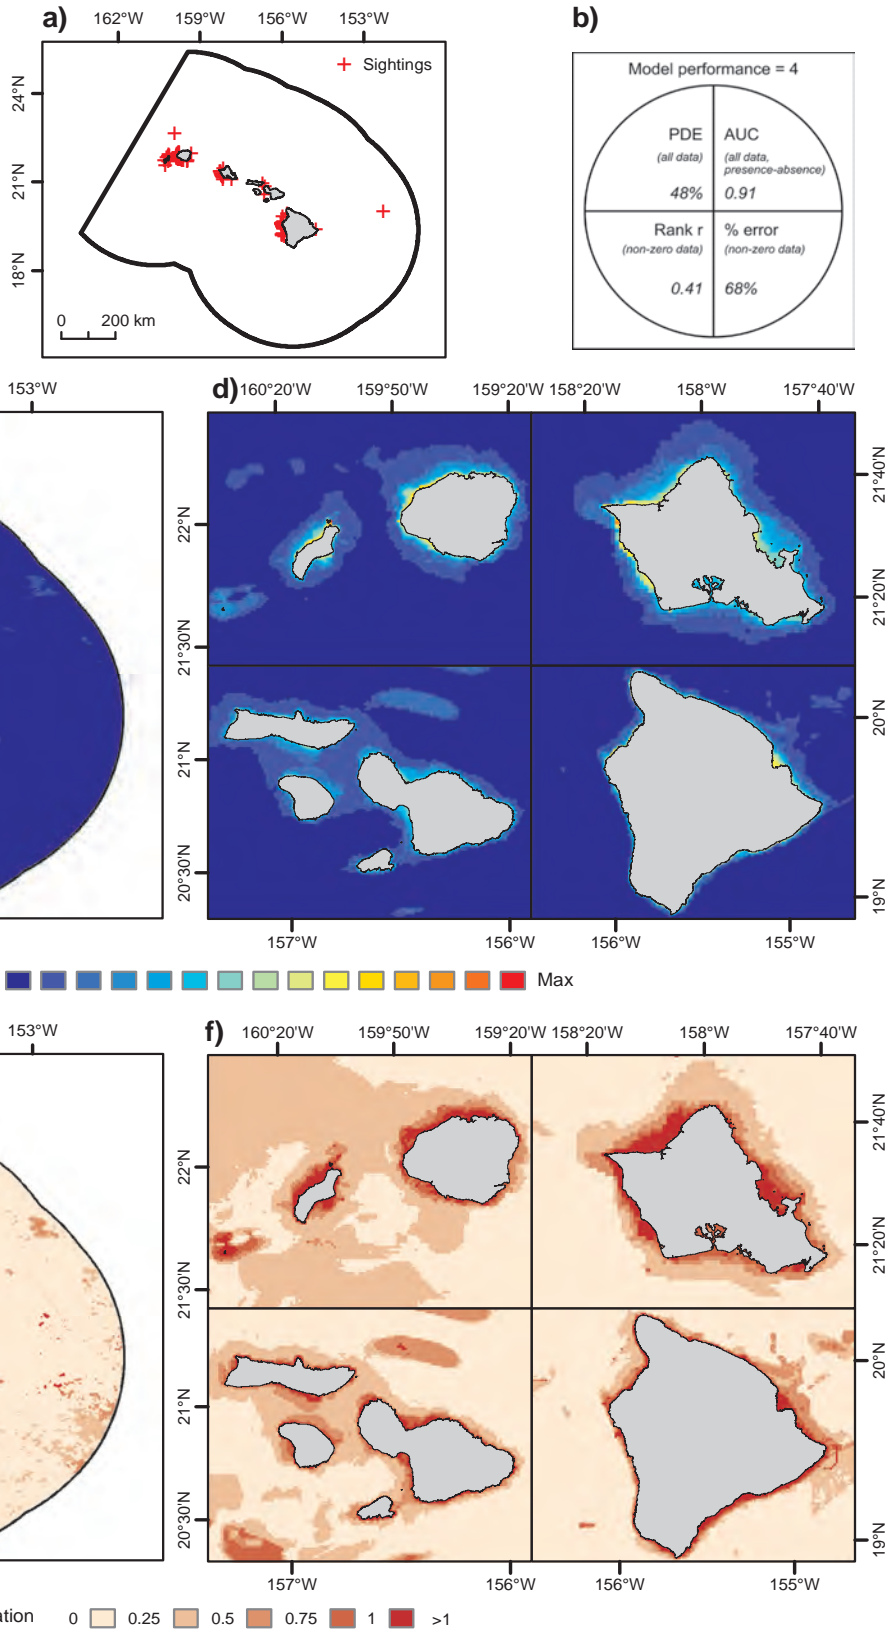 a)
162°W 159°W 156°W 153°W
24°N
21°N
18°N
Sightings
0 200 km
b)
Model performance = 4
PDE
(all data)
48%
AUC
(all data,
presence-absence)
0.91
Rank r
(non-zero data)
0.41
% error
(non-zero data)
68%
153°W
d)
160°20'W 159°50'W 159°20'W 158°20'W 158°W 157°40'W
22°N
21°30'N
21°N
20°30'N
21°40'N
21°20'N
20°N
19°N
157°W 156°W 156°W 155°W
Max
153°W
f)
160°20'W 159°50'W 159°20'W 158°20'W 158°W 157°40'W
22°N
21°30'N
21°N
20°30'N
21°40'N
21°20'N
20°N
19°N
157°W 156°W 156°W 155°W
ation 0 0.25 0.5 0.75 1 >1